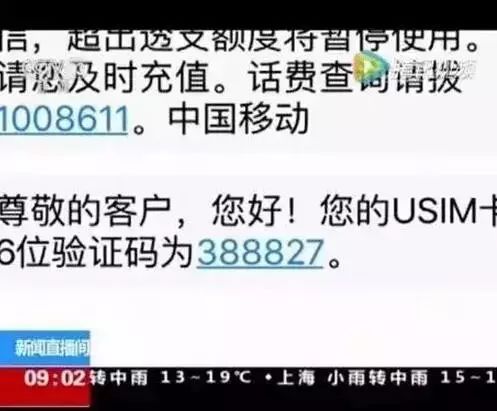 信，超出透支额度将暂停使用。
请您及时充值。话费查询请拨
1008611。中国移动
尊敬的客户，您好！您的USIM卡
6位验证码为388827。
新闻直播间
09:02 转中雨 13~19℃ ·上海 小雨转中雨 15~1